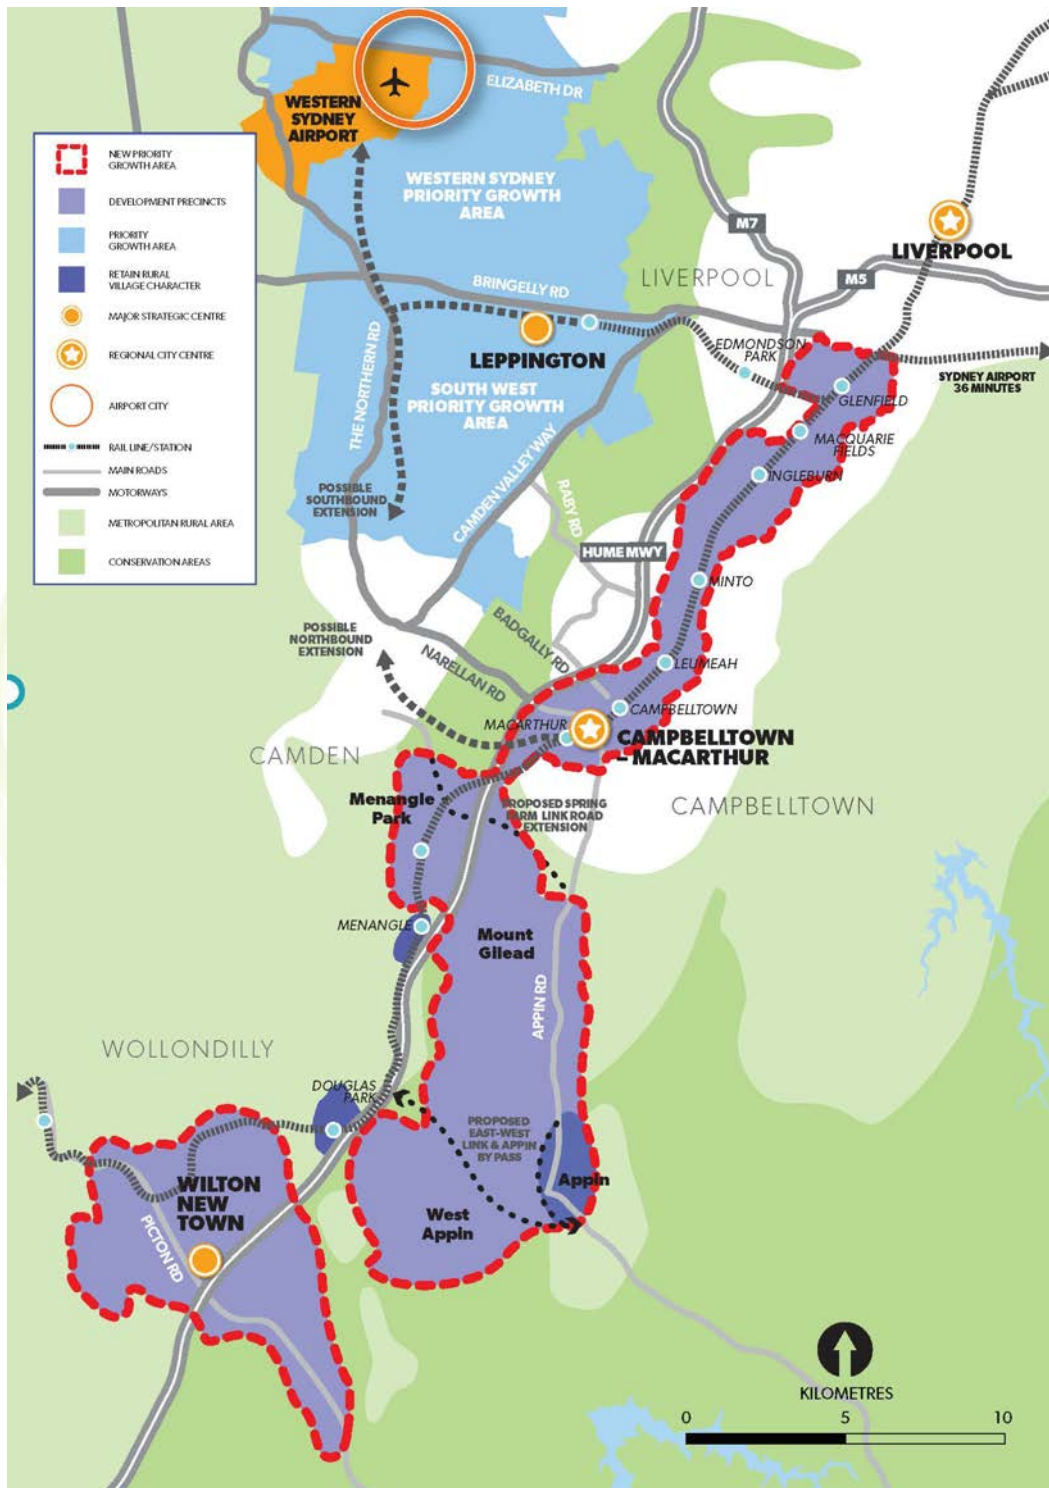 ELIZABETH DR
WESTERN
SYDNEY
AIRPORT
NEW PRIORITY
GROWTH AREA
DEVELOPMENT PRECINCTS
PRIORITY
GROWTH AREA
RETAIN RURAL
VILLAGE CHARACTER
MAJOR STRATEGIC CENTRE
REGIONAL CITY CENTRE
AIRPORT CITY
RAIL LINE/STATION
MAIN ROADS
MOTORWAYS
METROPOLITAN RURAL AREA
CONSERVATION AREAS
WESTERN SYDNEY
PRIORITY GROWTH
AREA
M7
LIVERPOOL
LIVERPOOL
M5
BRINGELLY RD
EDMONDSON
PARK
LEPPINGTON
SYDNEY AIRPORT
36 MINUTES
THE NORTHERN RD
SOUTH WEST
PRIORITY GROWTH
AREA
GLENFIELD
MACQUARIE
FIELDS
INGLEBURN
CAMDEN VALLEY WAY
RABY RD
POSSIBLE
SOUTHBOUND
EXTENSION
HUME MWY
MINTO
POSSIBLE
NORTHBOUND
EXTENSION
BADGALLY RD
NARELLAN RD
LEUMEAH
CAMPBELLTOWN
MACARTHUR
CAMPBELLTOWN
– MACARTHUR
CAMDEN
Menangle
Park
PROPOSED SPRING
FARM LINK ROAD
EXTENSION
CAMPBELLTOWN
MENANGLE
Mount
Gilead
APPIN RD
WOLLONDILLY
DOUGLAS
PARK
PROPOSED
EAST-WEST
LINK & APPIN
BY PASS
Appin
WILTON
NEW
TOWN
West
Appin
PICTON RD
KILOMETRES
0 5 10